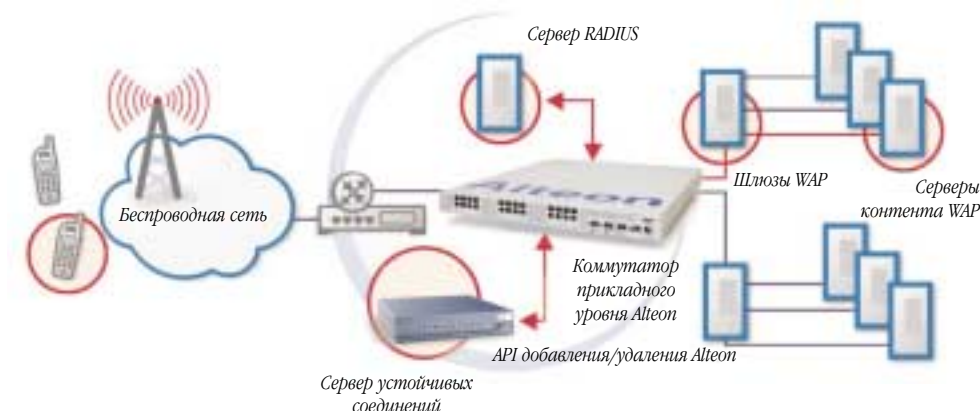 Сервер RADIUS
Беспроводная сеть
Alteon
Шлюзы WAP
Серверы
контента WAP
Коммутатор
прикладного
уровня Alteon
API добавления/удаления Alteon
Сервер устойчивых
соединений